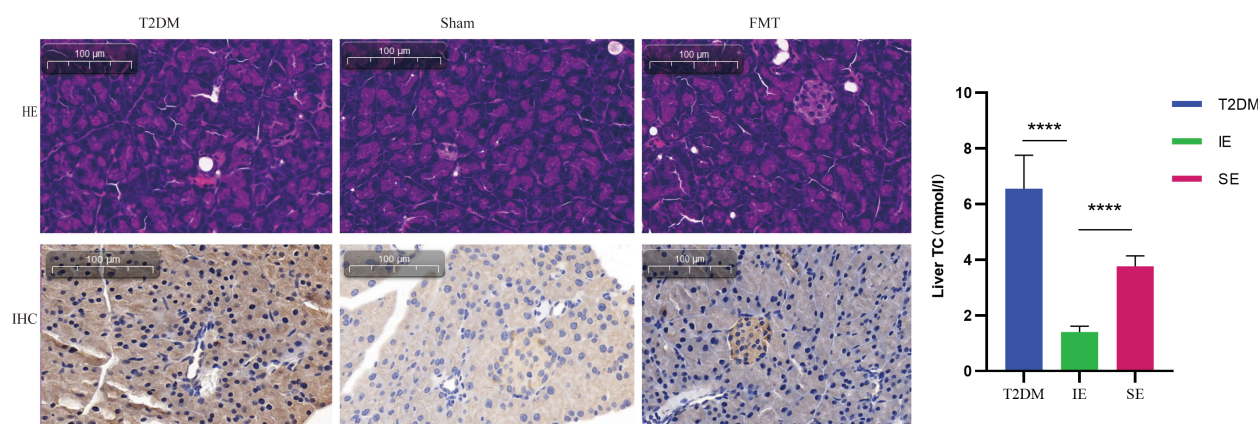 T2DM Sham FMT
HE
100 µm
100 µm
100 µm
IHC
100 µm
100 µm
100 µm
Liver TC (mmol/l)
10
8
6
4
2
0
****
****
T2DM IE SE
T2DM
IE
SE